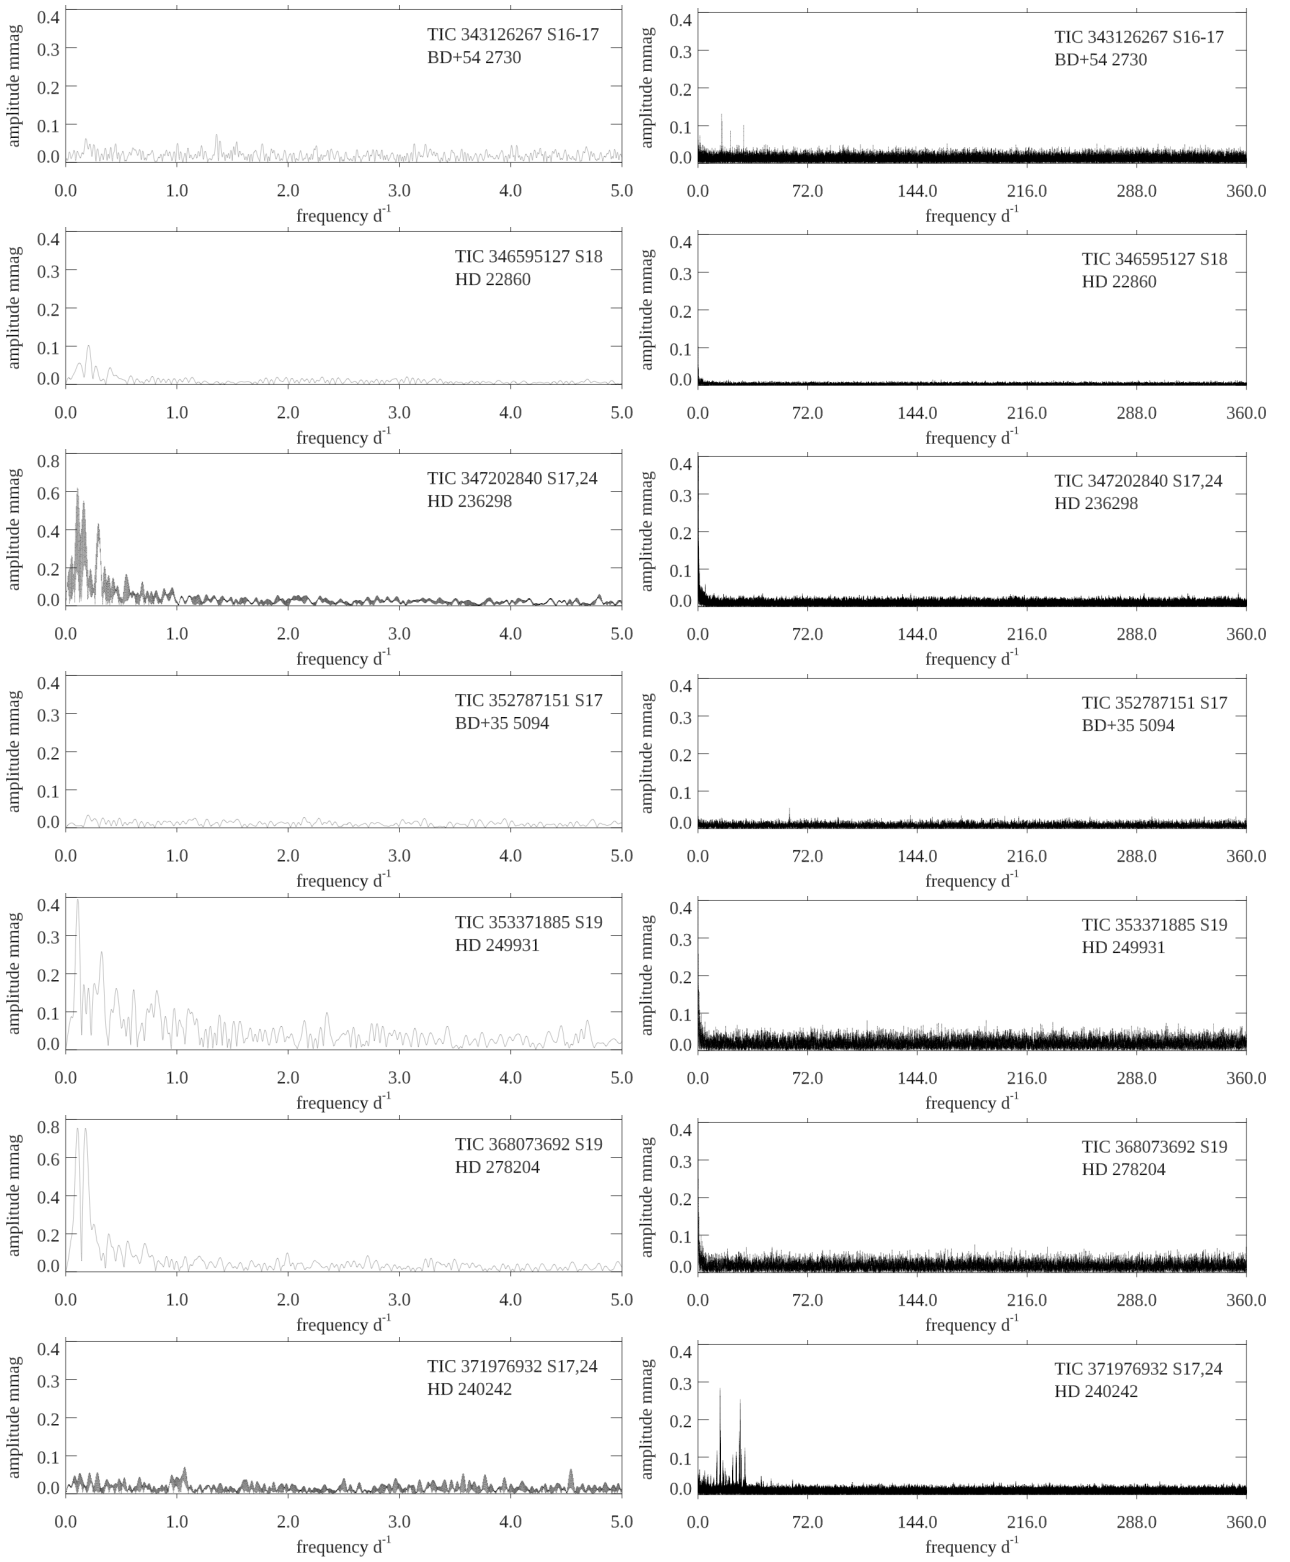 amplitude mmag
0.4
0.3
0.2
0.1
0.0
TIC 343126267 S16-17
BD+54 2730
0.0 1.0 2.0 3.0 4.0 5.0
frequency d-1
amplitude mmag
0.4
0.3
0.2
0.1
0.0
TIC 343126267 S16-17
BD+54 2730
0.0 72.0 144.0 216.0 288.0 360.0
frequency d-1
amplitude mmag
0.4
0.3
0.2
0.1
0.0
TIC 346595127 S18
HD 22860
0.0 1.0 2.0 3.0 4.0 5.0
frequency d-1
amplitude mmag
0.4
0.3
0.2
0.1
0.0
TIC 346595127 S18
HD 22860
0.0 72.0 144.0 216.0 288.0 360.0
frequency d-1
amplitude mmag
0.8
0.6
0.4
0.2
0.0
TIC 347202840 S17,24
HD 236298
0.0 1.0 2.0 3.0 4.0 5.0
frequency d-1
amplitude mmag
0.4
0.3
0.2
0.1
0.0
TIC 347202840 S17,24
HD 236298
0.0 72.0 144.0 216.0 288.0 360.0
frequency d-1
amplitude mmag
0.4
0.3
0.2
0.1
0.0
TIC 352787151 S17
BD+35 5094
0.0 1.0 2.0 3.0 4.0 5.0
frequency d-1
amplitude mmag
0.4
0.3
0.2
0.1
0.0
TIC 352787151 S17
BD+35 5094
0.0 72.0 144.0 216.0 288.0 360.0
frequency d-1
amplitude mmag
0.4
0.3
0.2
0.1
0.0
TIC 353371885 S19
HD 249931
0.0 1.0 2.0 3.0 4.0 5.0
frequency d-1
amplitude mmag
0.4
0.3
0.2
0.1
0.0
TIC 353371885 S19
HD 249931
0.0 72.0 144.0 216.0 288.0 360.0
frequency d-1
amplitude mmag
0.8
0.6
0.4
0.2
0.0
TIC 368073692 S19
HD 278204
0.0 1.0 2.0 3.0 4.0 5.0
frequency d-1
amplitude mmag
0.4
0.3
0.2
0.1
0.0
TIC 368073692 S19
HD 278204
0.0 72.0 144.0 216.0 288.0 360.0
frequency d-1
amplitude mmag
0.4
0.3
0.2
0.1
0.0
TIC 371976932 S17,24
HD 240242
0.0 1.0 2.0 3.0 4.0 5.0
frequency d-1
amplitude mmag
0.4
0.3
0.2
0.1
0.0
TIC 371976932 S17,24
HD 240242
0.0 72.0 144.0 216.0 288.0 360.0
frequency d-1